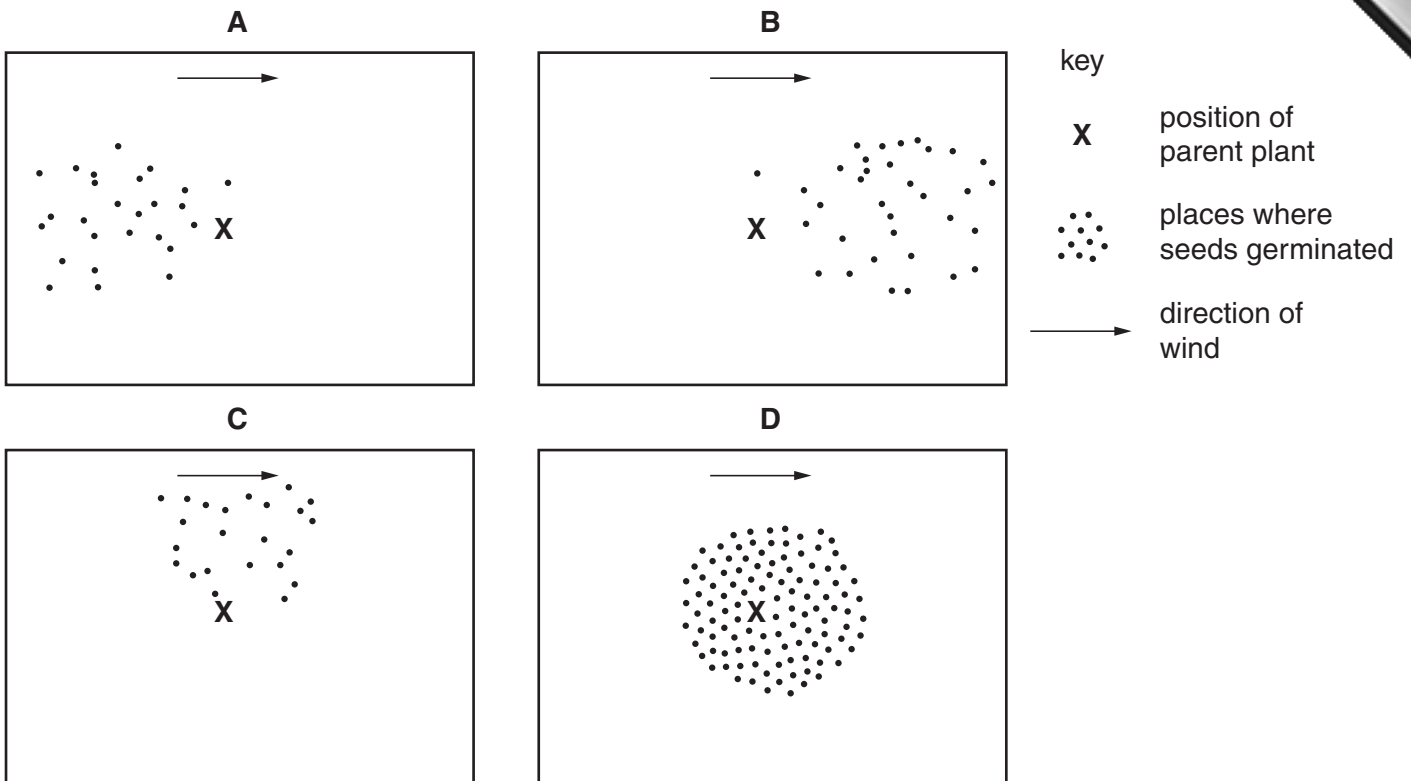 A
B
key
X
position of
parent plant
X
X
places where
seeds germinated
direction of
wind
C
D
X
X